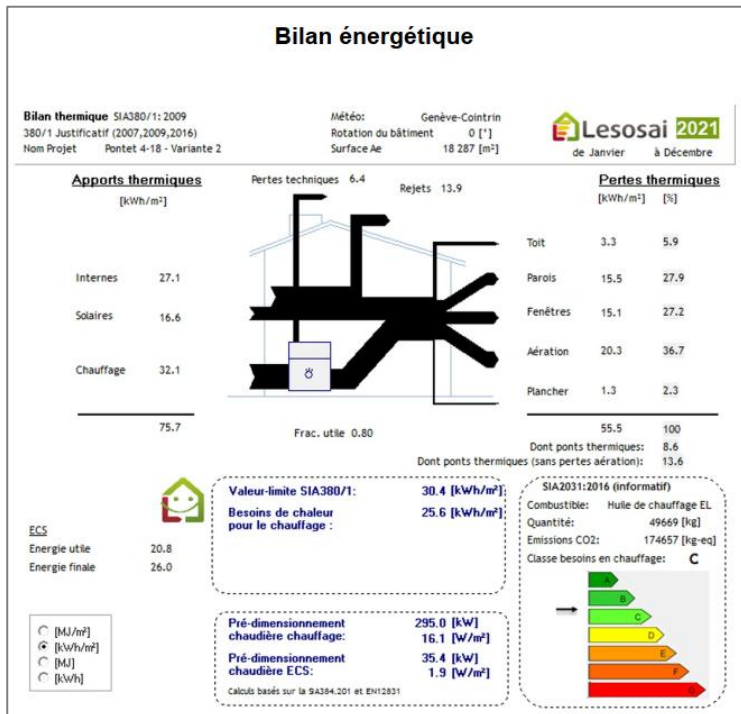 Bilan énergétique
Bilan thermique SIA380/1: 2009
380/1 Justificatif (2007,2009,2016)
Nom Projet Pontet 4-18 - Variante 2
Météo: Genève-Cointrin
Rotation du bâtiment 0 [°]
Surface Ae 18 287 [m²]
Lesosai 2021
de Janvier à Décembre
Apports thermiques
[kWh/m²]
Pertes techniques 6.4
Rejets 13.9
Pertes thermiques
[kWh/m²] [%]
Toit 3.3 5.9
Internes 27.1
Parois 15.5 27.9
Solaires 16.6
Fenêtres 15.1 27.2
Aération 20.3 36.7
Chauffage 32.1
Plancher 1.3 2.3
75.7
Frac. utile 0.80
55.5 100
Dont ponts thermiques: 8.6
Dont ponts thermiques (sans pertes aération): 13.6
Valeur-limite SIA380/1: 30.4 [kWh/m²]
Besoins de chaleur
pour le chauffage : 25.6 [kWh/m²]
SIA2031:2016 (informatif)
Combustible: Huile de chauffage EL
Quantité: 49669 [kg]
Emissions CO2: 174657 [kg-eq]
Classe besoins en chauffage: C
A
B
C
D
E
F
G
ECS
Energie utile 20.8
Energie finale 26.0
[MJ/m²]
[kWh/m²]
[MJ]
[kWh]
Pré-dimensionnement 295.0 [kW]
chaudière chauffage: 16.1 [W/m²]
Pré-dimensionnement 35.4 [kW]
chaudière ECS: 1.9 [W/m²]
Calculs basés sur la SIA384.201 et EN12831